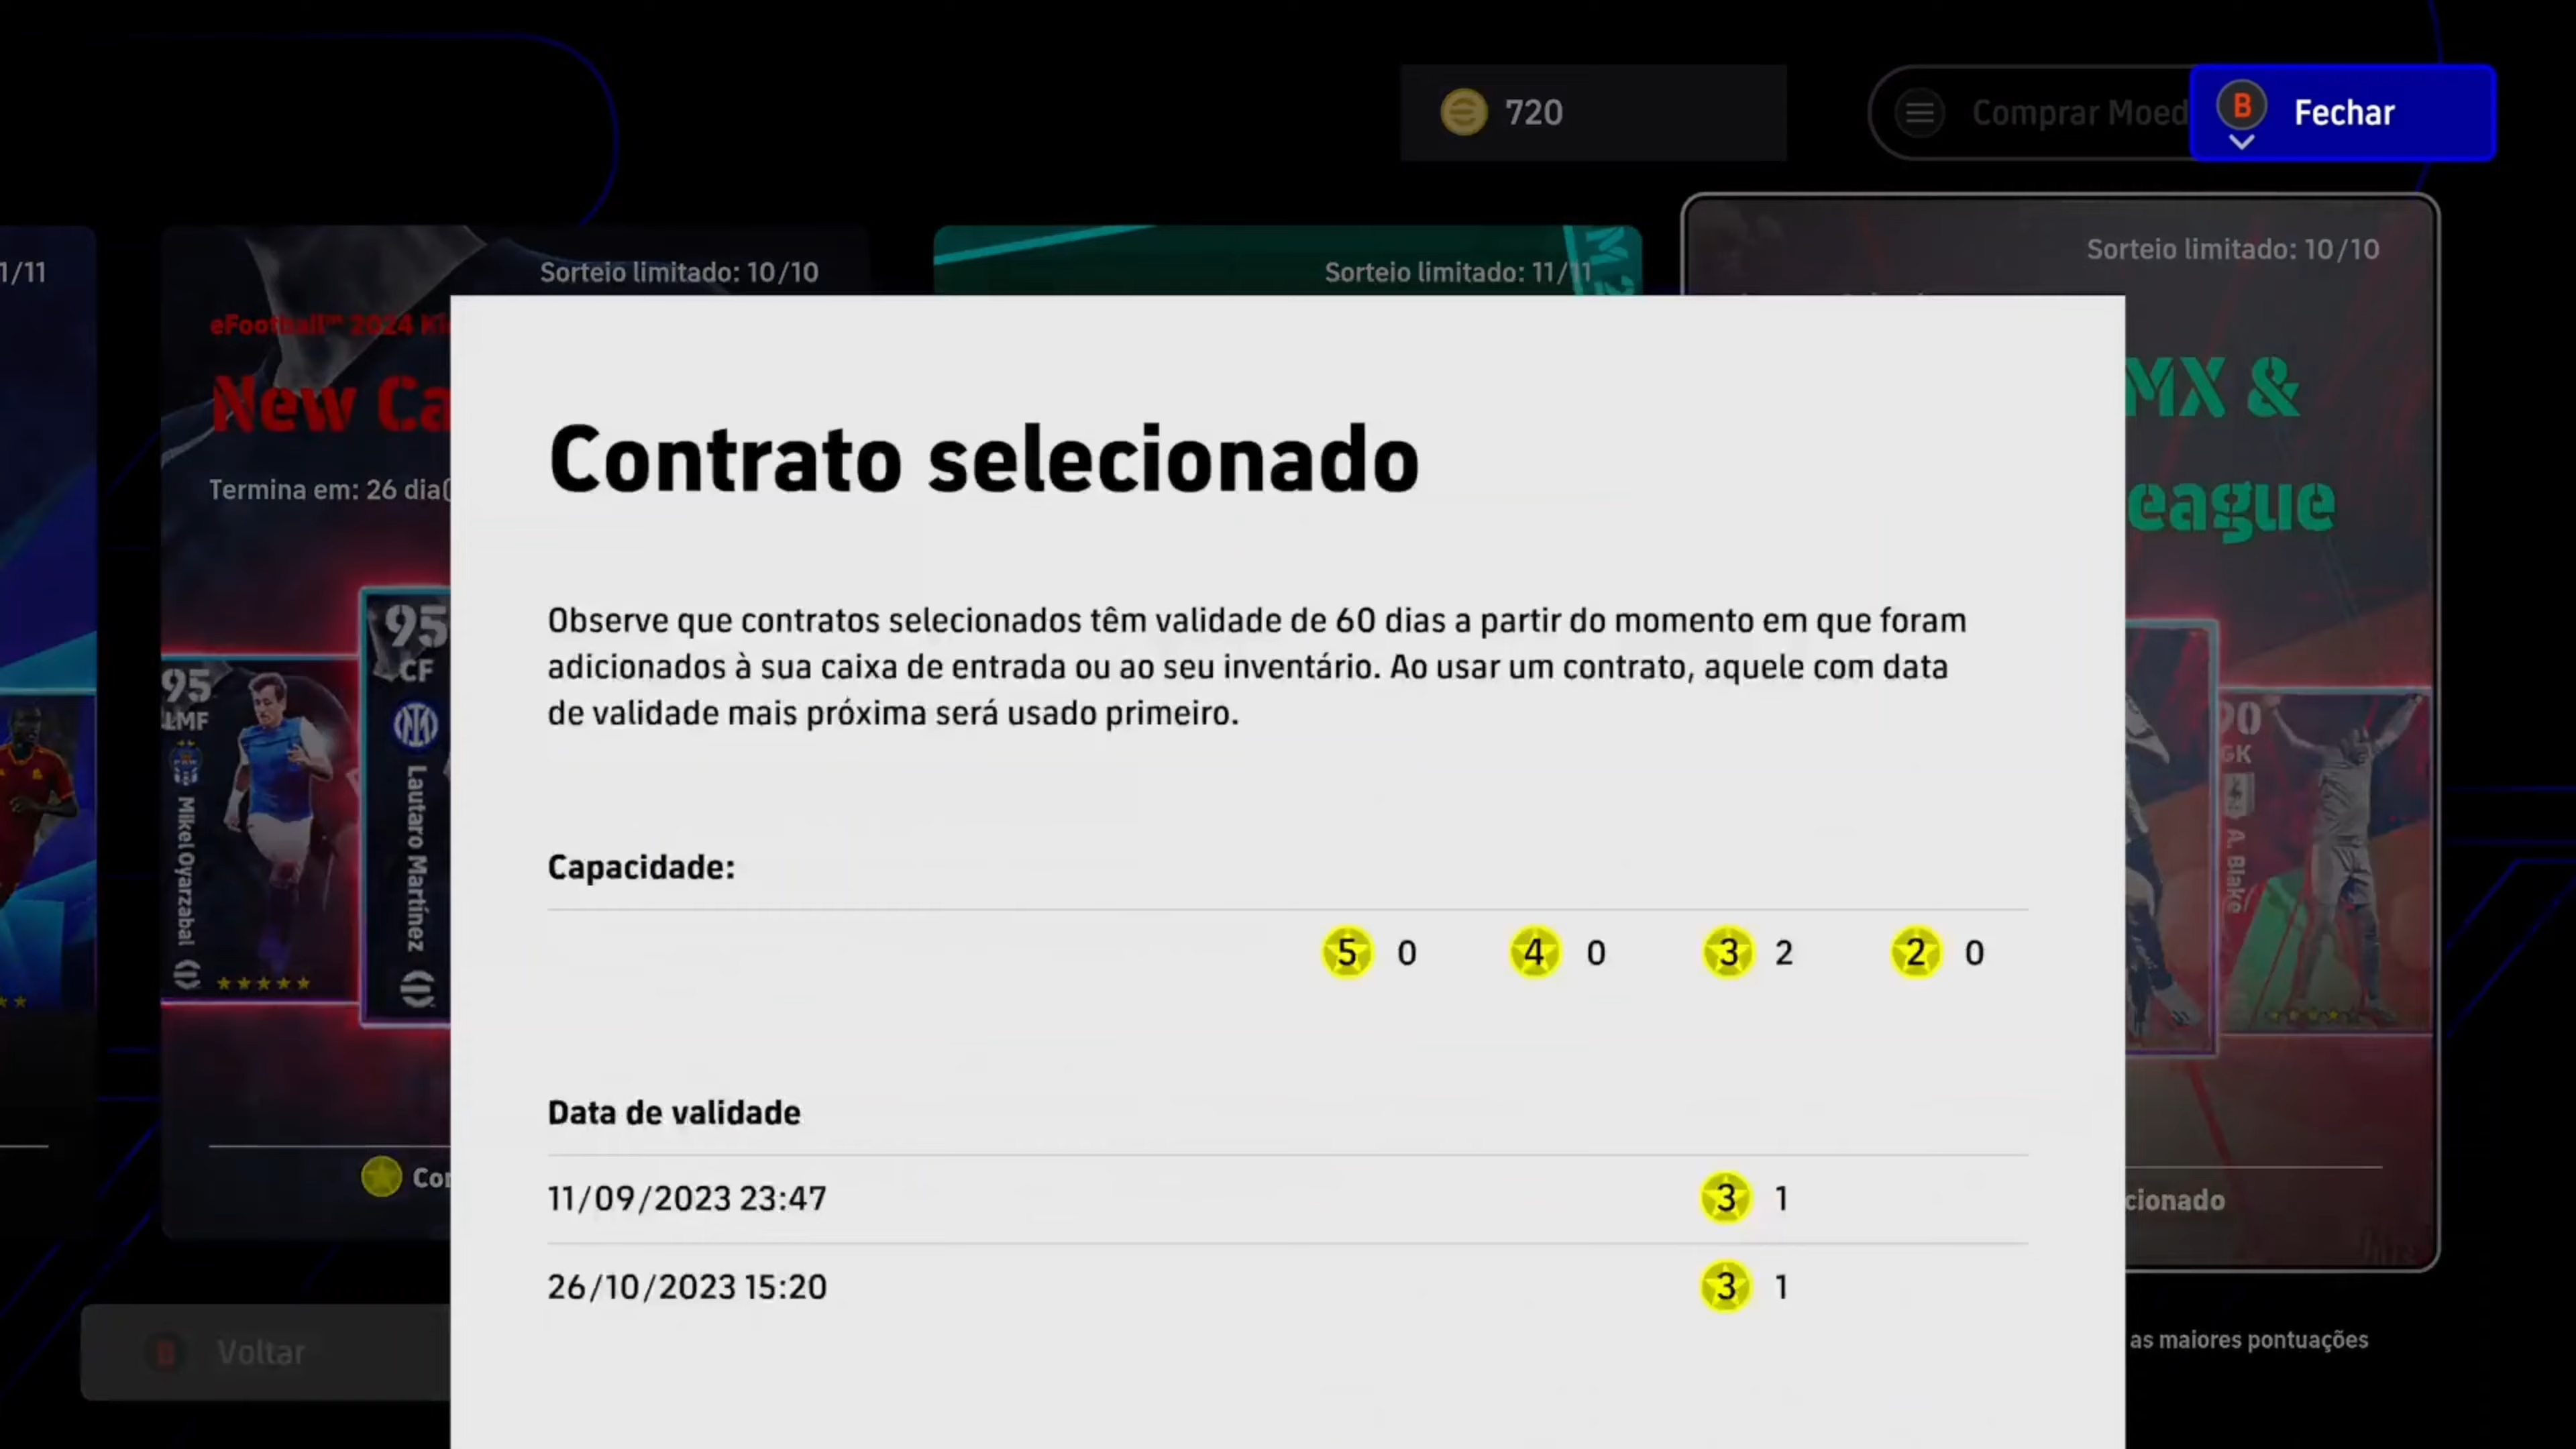 720
Comprar Moed
B
Fechar
1/11
Sorteio limitado: 10/10
Sorteio limitado: 11/11
Sorteio limitado: 10/10
eFootball™ 2024 Ki
New Ca
Termina em: 26 dia(
MX &
eague
Contrato selecionado
Observe que contratos selecionados têm validade de 60 dias a partir do momento em que foram
adicionados à sua caixa de entrada ou ao seu inventário. Ao usar um contrato, aquele com data
de validade mais próxima será usado primeiro.
95
LMF
Mikel Oyarzabal
95
CF
Lautaro Martínez
90
GK
A. Blake
Capacidade:
5 0 4 0 3 2 2 0
Data de validade
11/09/2023 23:47 3 1
26/10/2023 15:20 3 1
Con
cionado
B Voltar
as maiores pontuações